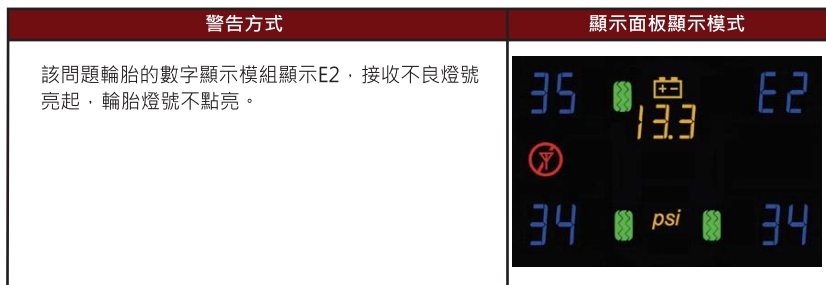 警告方式
顯示面板顯示模式
該問題輪胎的數字顯示模組顯示E2，接收不良燈號
亮起，輪胎燈號不點亮。
35 E2
13.3
34 psi 34